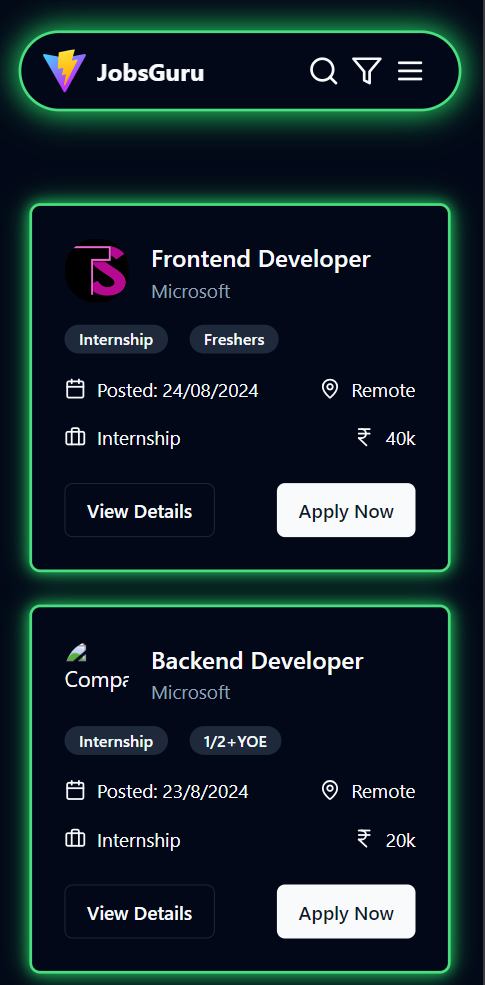 JobsGuru
TS
Frontend Developer
Microsoft
Internship Freshers
Posted: 24/08/2024 Remote
Internship ₹ 40k
View Details Apply Now
Compa
Backend Developer
Microsoft
Internship 1/2+YOE
Posted: 23/8/2024 Remote
Internship ₹ 20k
View Details Apply Now